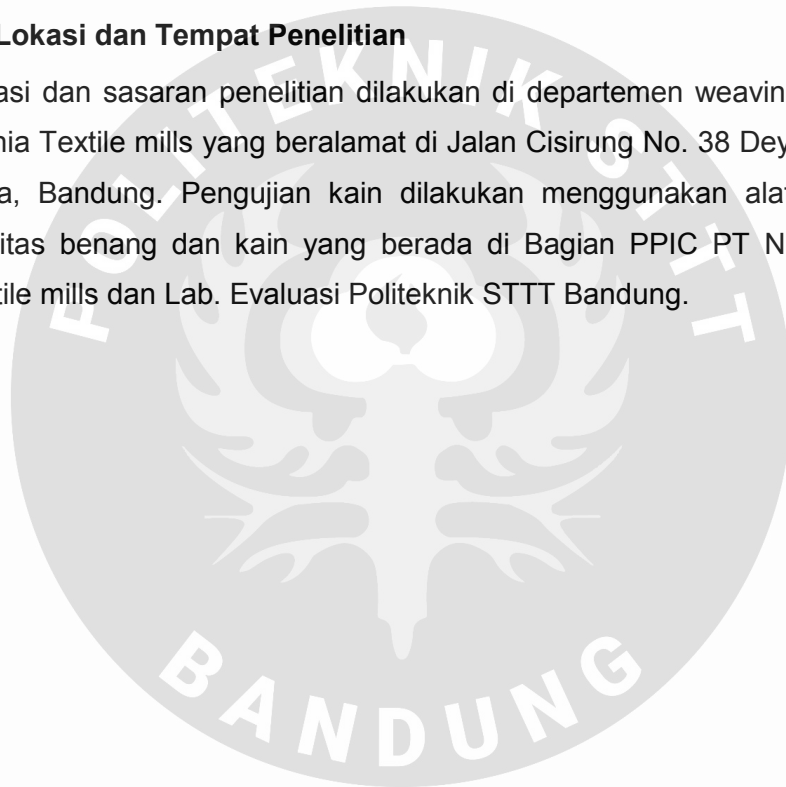 Lokasi dan Tempat Penelitian
asi dan sasaran penelitian dilakukan di departemen weavin
nia Textile mills yang beralamat di Jalan Cisirung No. 38 Dey
a, Bandung. Pengujian kain dilakukan menggunakan ala
itas benang dan kain yang berada di Bagian PPIC PT N
tile mills dan Lab. Evaluasi Politeknik STTT Bandung.
POLITEKNIK STTT
BANDUNG